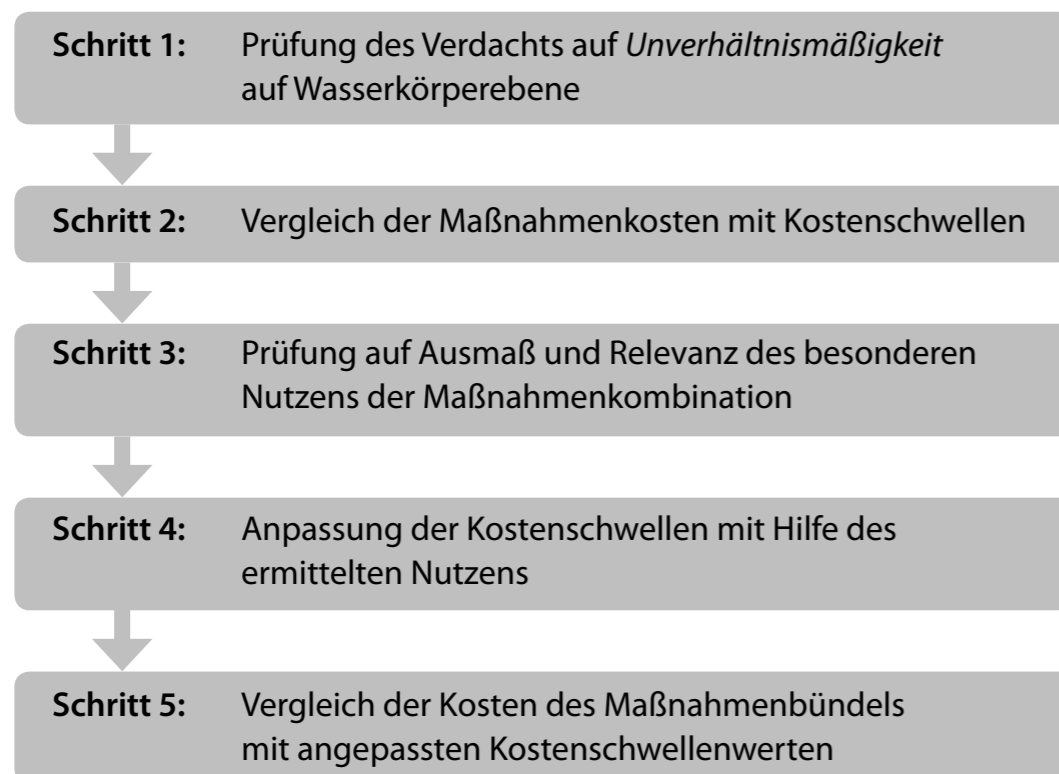 Schritt 1: Prüfung des Verdachts auf Unverhältnismäßigkeit
auf Wasserkörperebene
Schritt 2: Vergleich der Maßnahmenkosten mit Kostenschwellen
Schritt 3: Prüfung auf Ausmaß und Relevanz des besonderen
Nutzens der Maßnahmenkombination
Schritt 4: Anpassung der Kostenschwellen mit Hilfe des
ermittelten Nutzens
Schritt 5: Vergleich der Kosten des Maßnahmenbündels
mit angepassten Kostenschwellenwerten